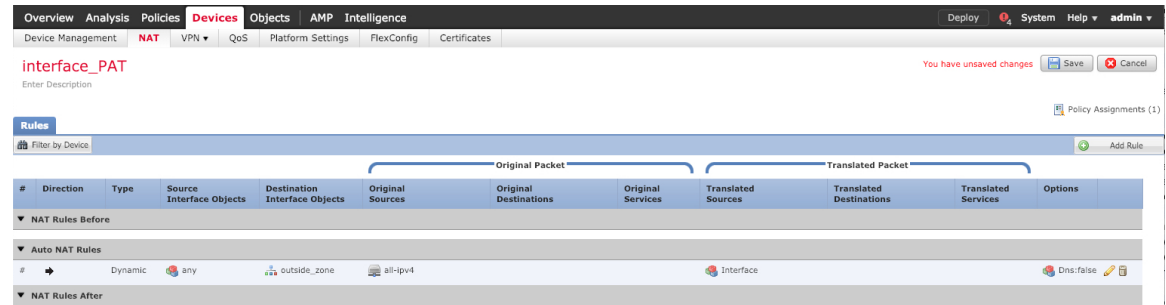 Overview Analysis Policies Devices Objects AMP Intelligence Deploy 4 System Help admin
Device Management NAT VPN QoS Platform Settings FlexConfig Certificates
interface_PAT
You have unsaved changes Save Cancel
Enter Description
Policy Assignments (1)
Rules
Filter by Device Add Rule
Original Packet Translated Packet
# Direction Type Source Interface Objects Destination Interface Objects Original Sources Original Destinations Original Services Translated Sources Translated Destinations Translated Services Options
NAT Rules Before
Auto NAT Rules
# Dynamic any outside_zone all-ipv4 Interface Dns:false
NAT Rules After